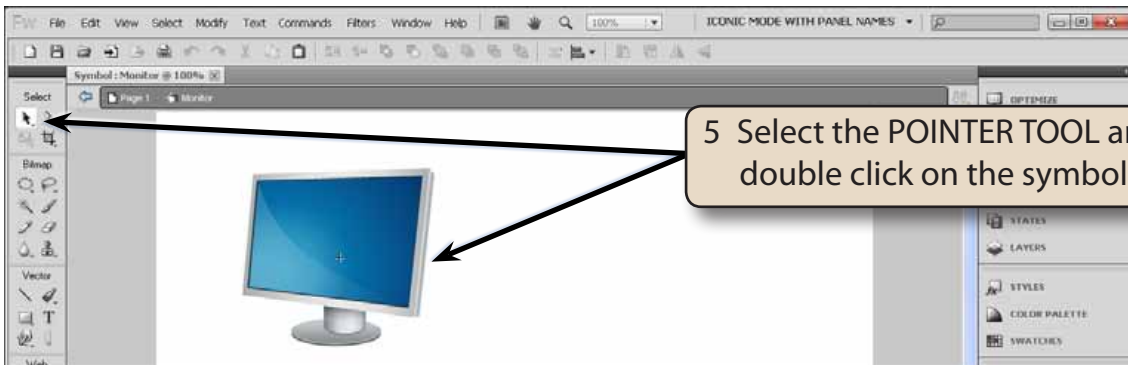 FW File Edit View Select Modify Text Commands Filters Window Help 100% ICONIC MODE WITH PANEL NAMES
Symbol : Monitor @ 100%
Select Page 1 Monitor
OPTIMIZE
5 Select the POINTER TOOL
double click on the symbol
Bitmap
STATES
LAYERS
Vector
STYLES
COLOR PALETTE
SWATCHES
Web